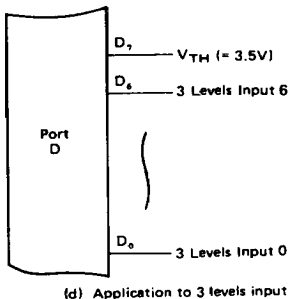 D₇
V_TH (= 3.5V)
D₆
3 Levels Input 6
Port
D
D₀
3 Levels Input 0
(d) Application to 3 levels input